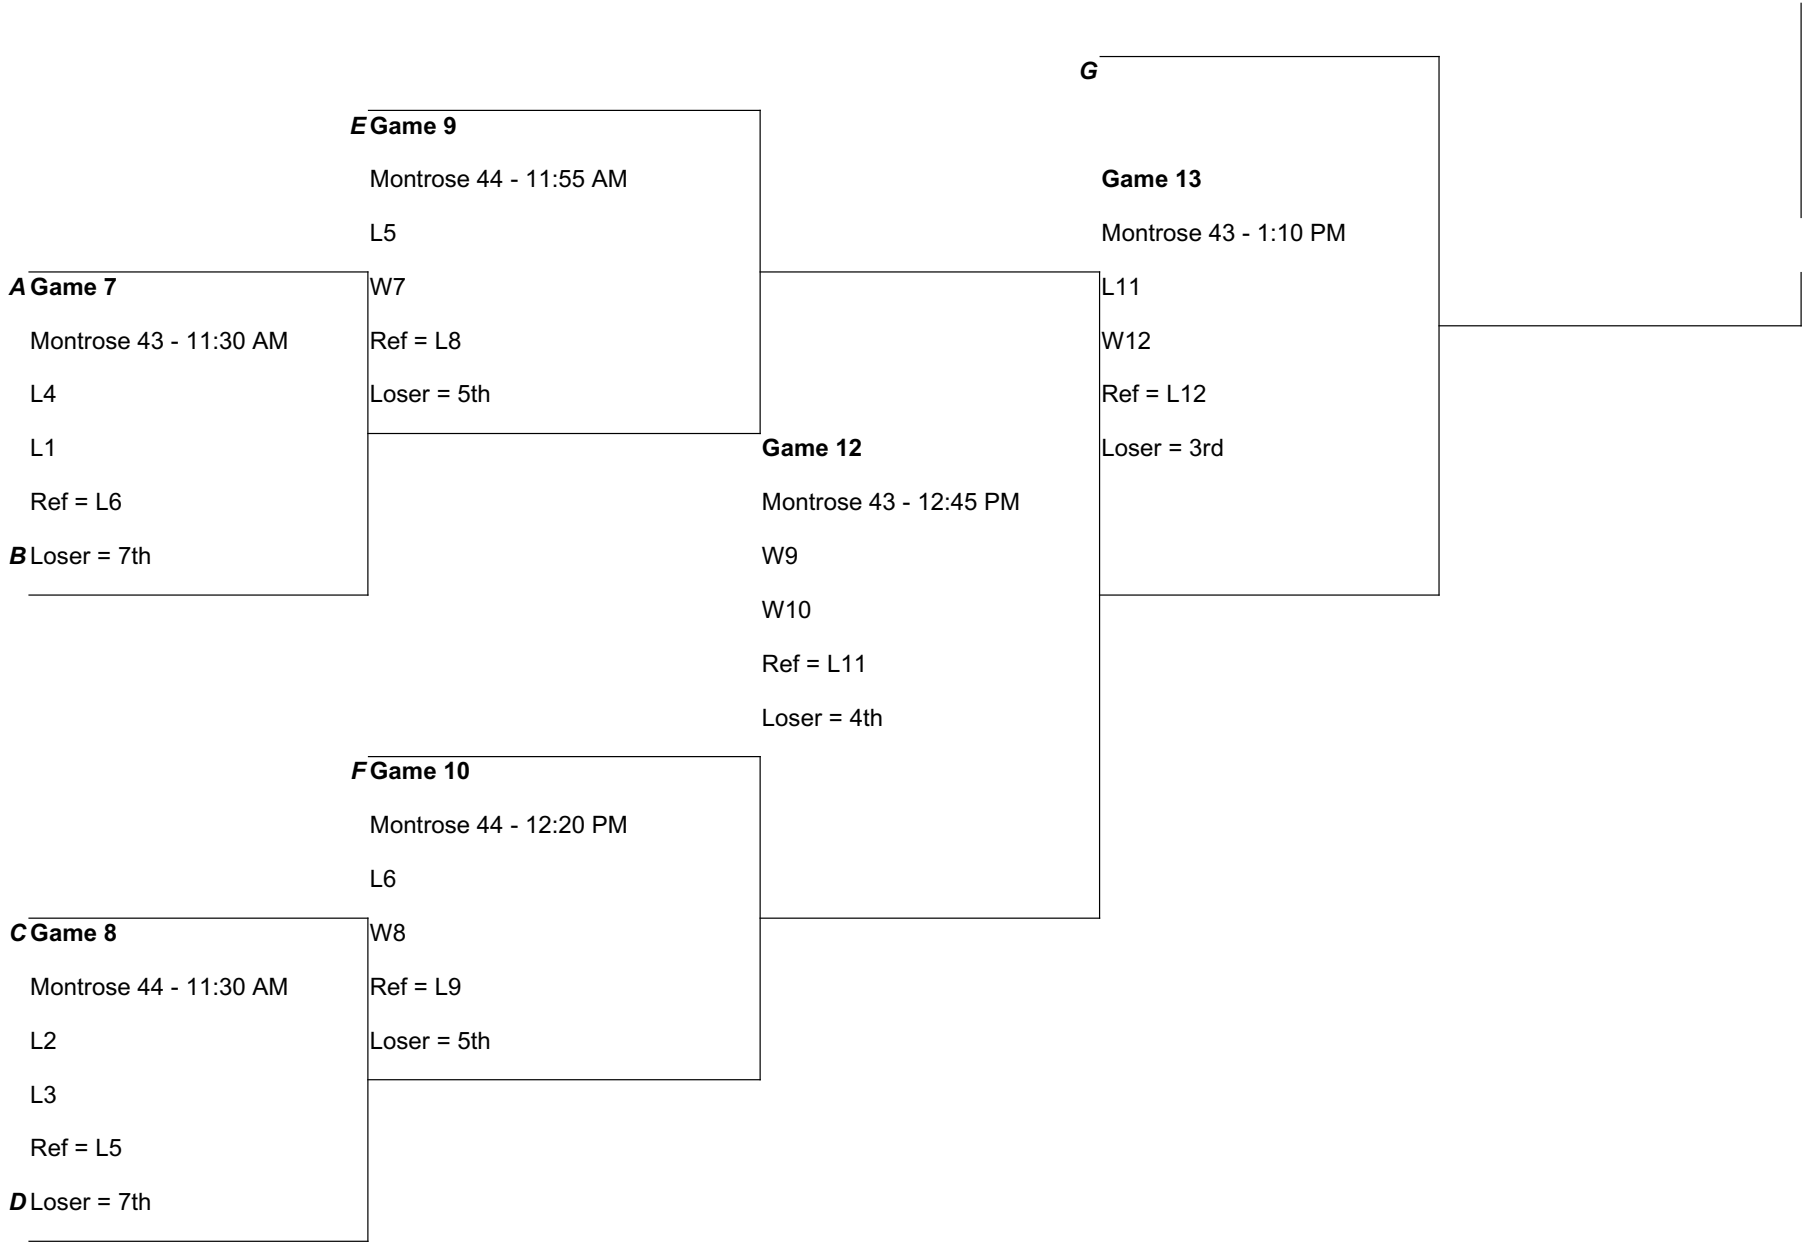 G
E Game 9
Montrose 44 - 11:55 AM
L5
W7
Ref = L8
Loser = 5th
Game 13
Montrose 43 - 1:10 PM
L11
W12
Ref = L12
Loser = 3rd
A Game 7
Montrose 43 - 11:30 AM
L4
L1
Ref = L6
B Loser = 7th
Game 12
Montrose 43 - 12:45 PM
W9
W10
Ref = L11
Loser = 4th
F Game 10
Montrose 44 - 12:20 PM
L6
W8
Ref = L9
Loser = 5th
C Game 8
Montrose 44 - 11:30 AM
L2
L3
Ref = L5
D Loser = 7th